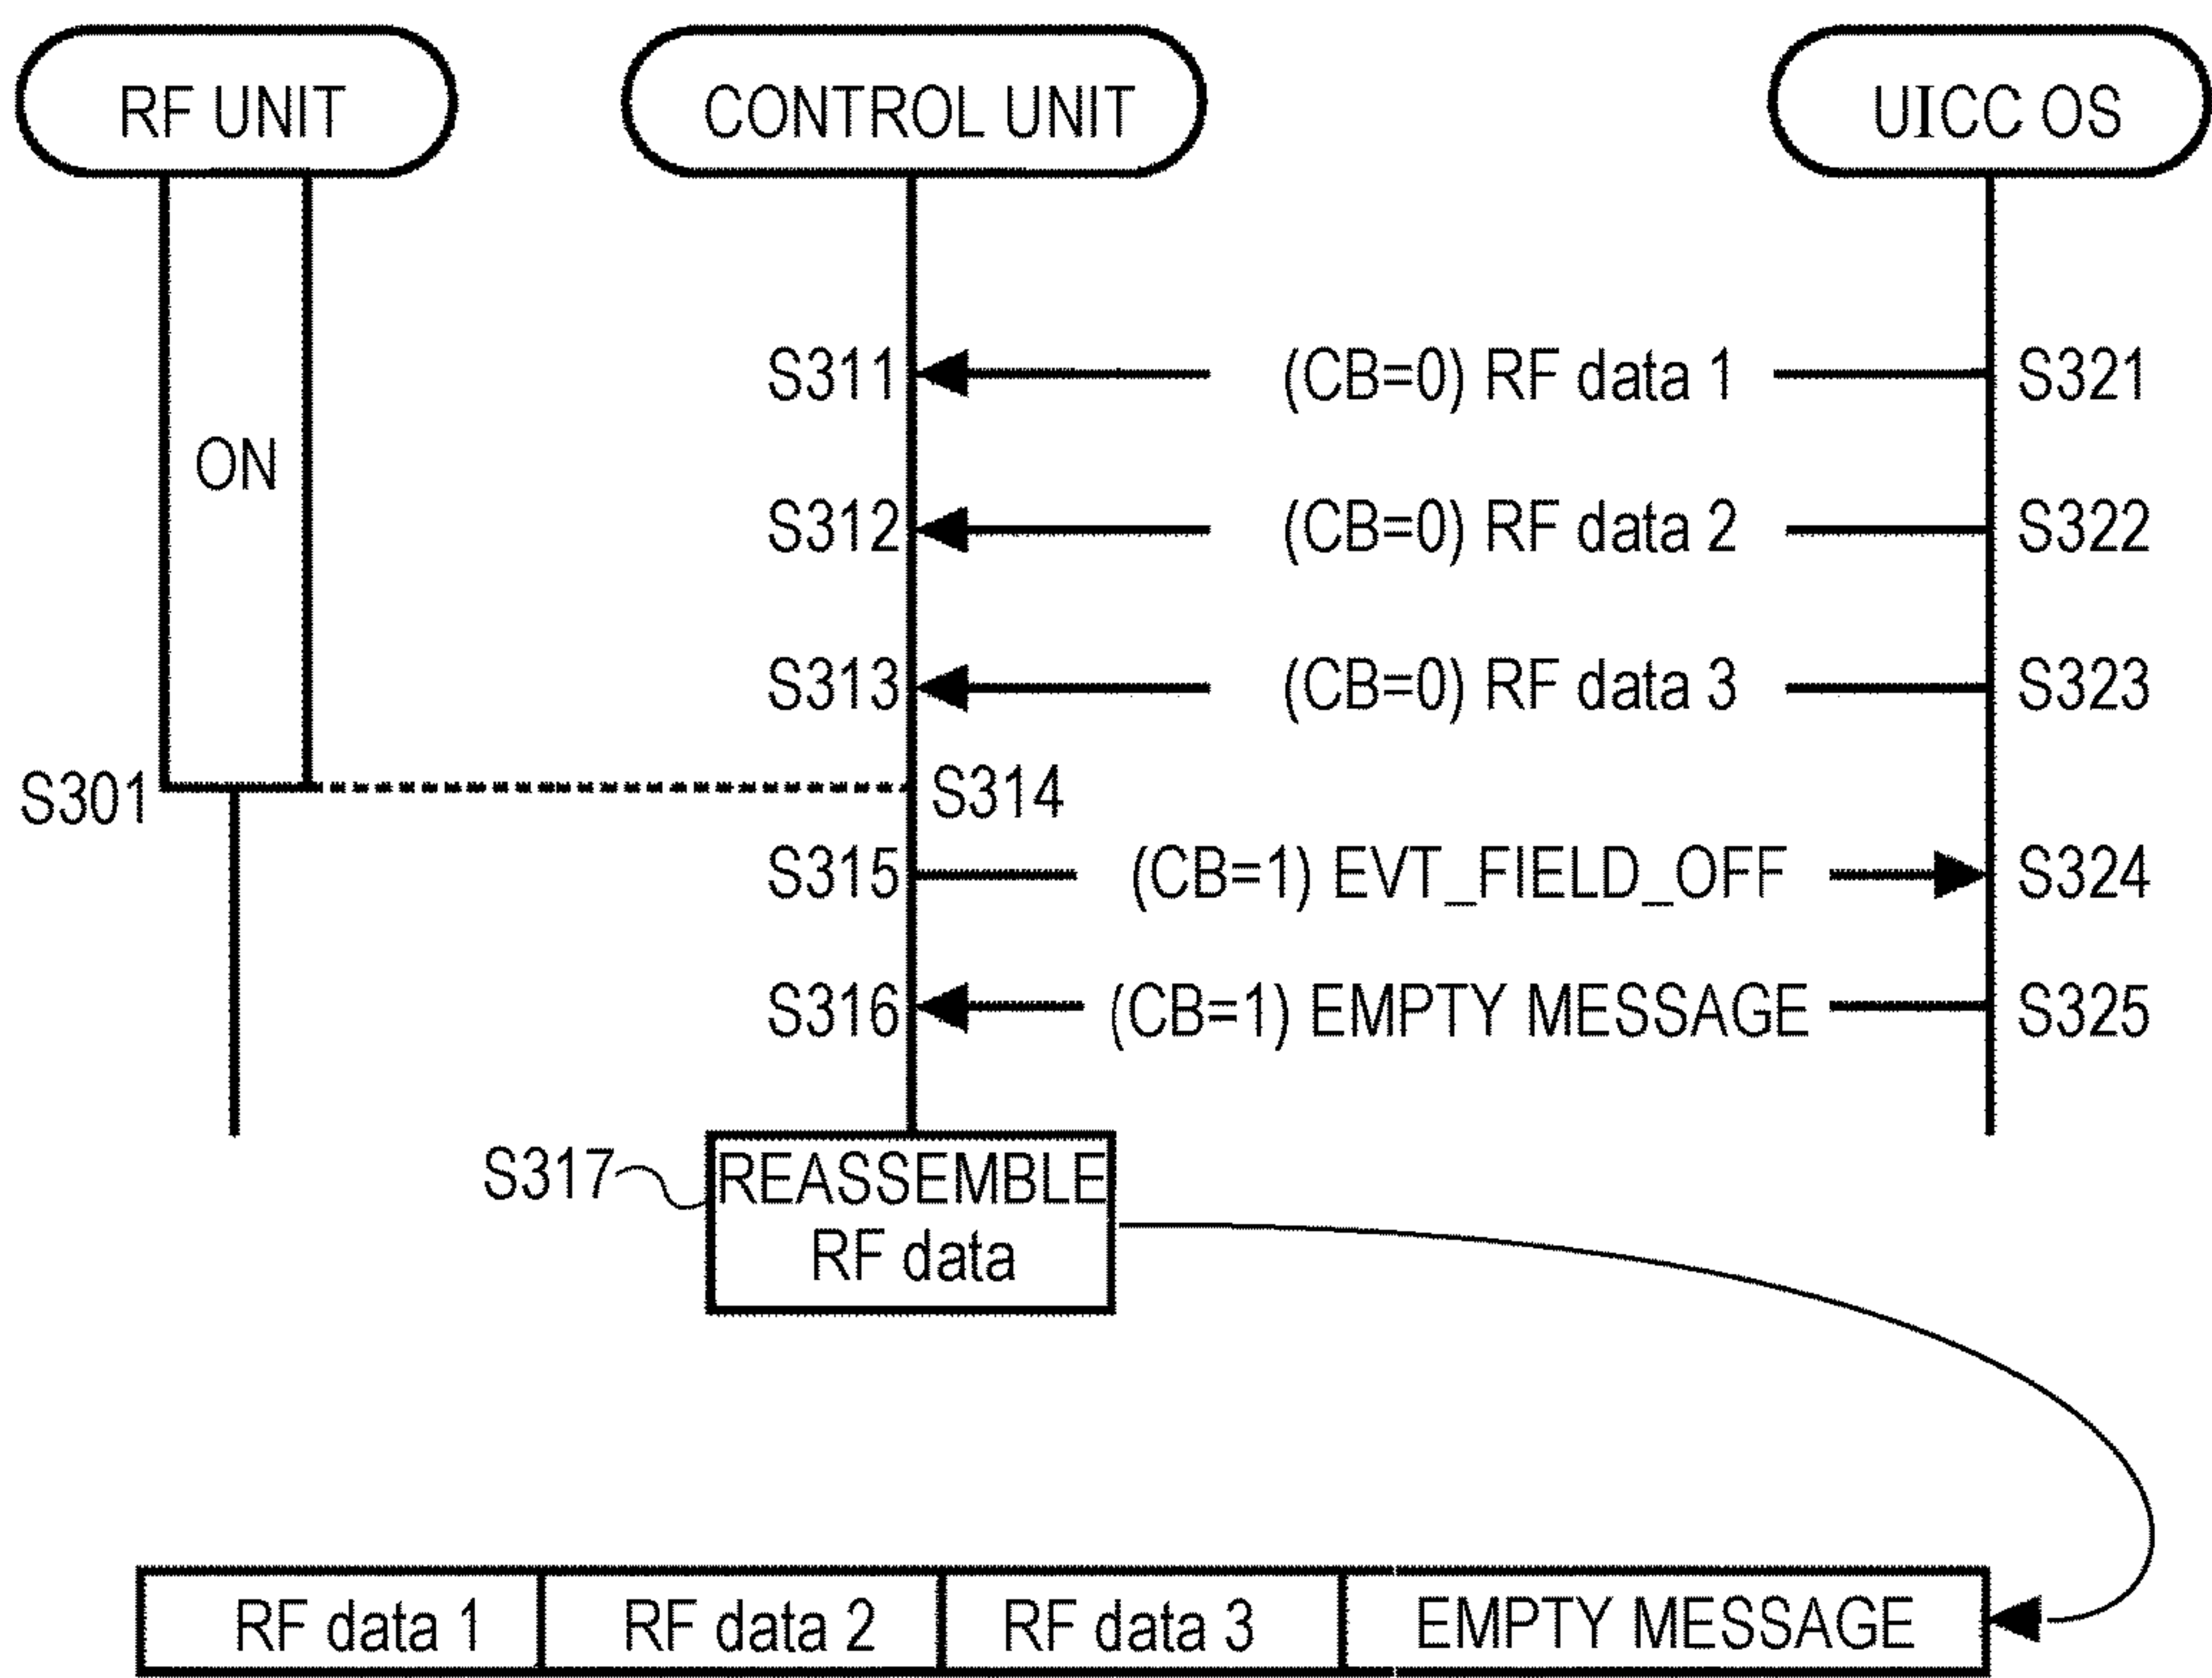 RF UNIT
CONTROL UNIT
UICC OS
ON
S311
(CB=0) RF data 1
S321
S312
(CB=0) RF data 2
S322
S313
(CB=0) RF data 3
S323
S301
S314
S315
(CB=1) EVT_FIELD_OFF
S324
S316
(CB=1) EMPTY MESSAGE
S325
S317
REASSEMBLE
RF data
RF data 1
RF data 2
RF data 3
EMPTY MESSAGE